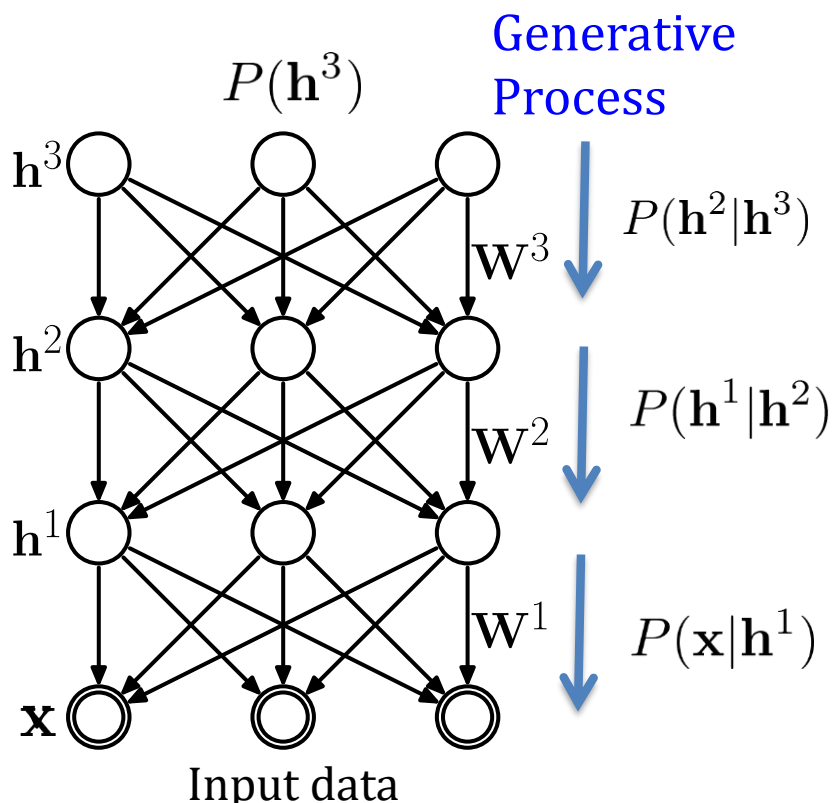 Generative
Process
P(h³)
h³
P(h²|h³)
W³
h²
P(h¹|h²)
W²
h¹
W¹
P(x|h¹)
x
Input data